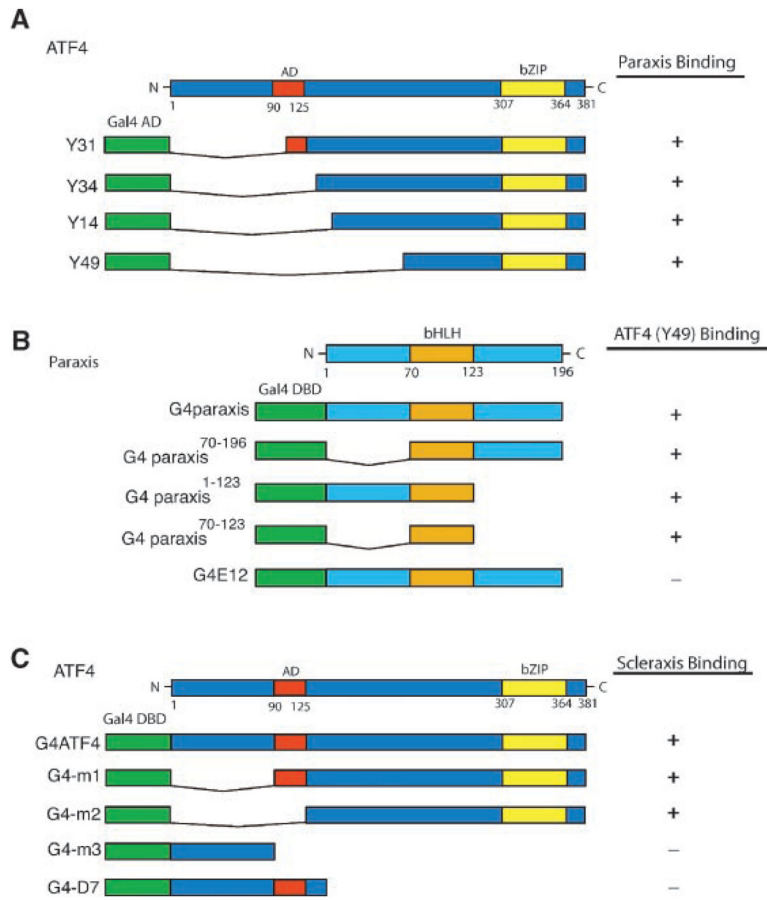 A
ATF4
AD
bZIP
Paraxis Binding
N
C
1
90
125
307
364
381
Gal4 AD
Y31
+
Y34
+
Y14
+
Y49
+
B
Paraxis
bHLH
ATF4 (Y49) Binding
N
C
1
70
123
196
Gal4 DBD
G4paraxis
+
G4 paraxis 70-196
+
G4 paraxis 1-123
+
G4 paraxis 70-123
+
G4E12
–
C
ATF4
AD
bZIP
Scleraxis Binding
N
C
1
90
125
307
364
381
Gal4 DBD
G4ATF4
+
G4-m1
+
G4-m2
+
G4-m3
–
G4-D7
–